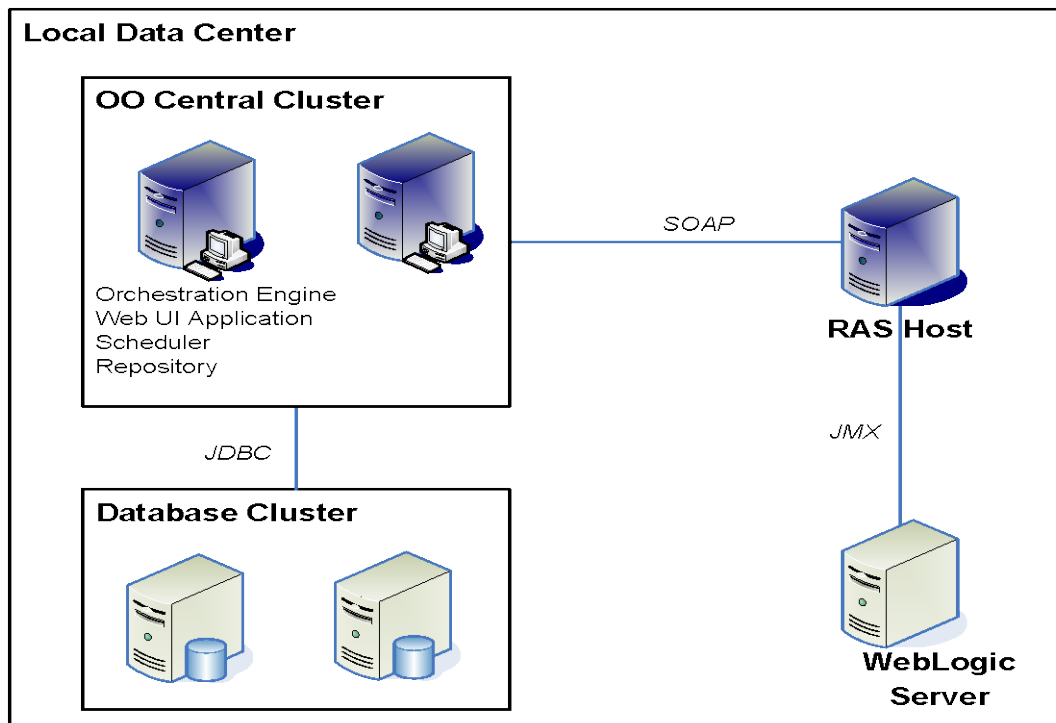 Local Data Center
OO Central Cluster
Orchestration Engine
Web UI Application
Scheduler
Repository
SOAP
RAS Host
JDBC
JMX
Database Cluster
WebLogic
Server